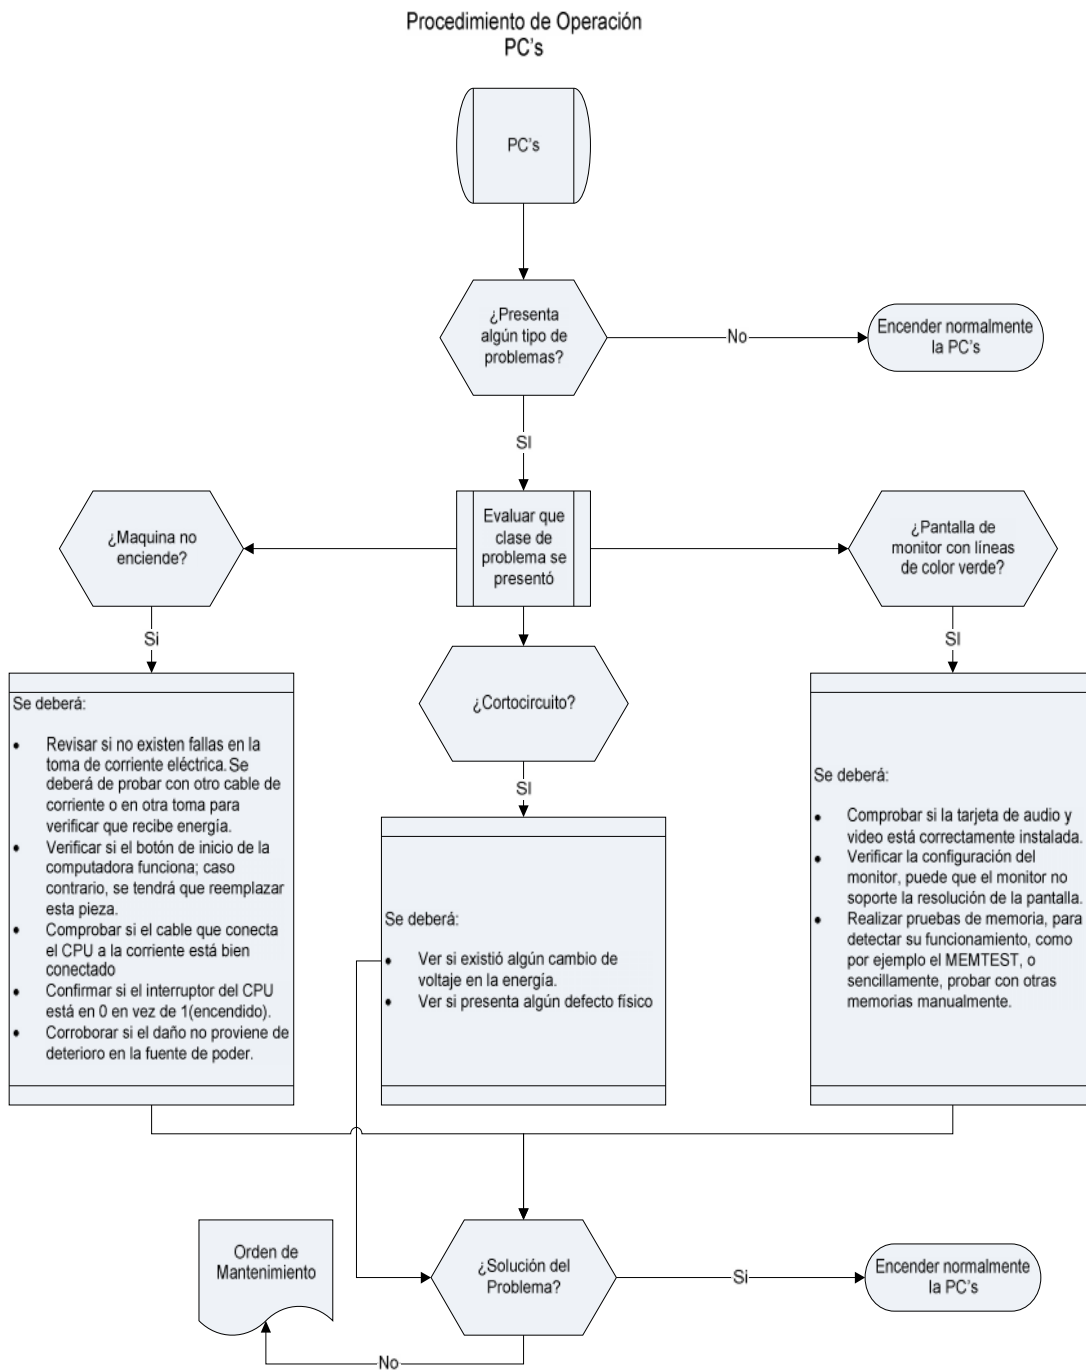 Procedimiento de Operación
PC's
PC's
¿Presenta
algún tipo de
problemas?
No
Encender normalmente
la PC's
SI
¿Maquina no
enciende?
Evaluar que
clase de
problema se
presentó
¿Pantalla de
monitor con líneas
de color verde?
Si
SI
¿Cortocircuito?
SI
Se deberá:
• Revisar si no existen fallas en la
toma de corriente eléctrica. Se
deberá de probar con otro cable de
corriente o en otra toma para
verificar que recibe energía.
• Verificar si el botón de inicio de la
computadora funciona; caso
contrario, se tendrá que reemplazar
esta pieza.
• Comprobar si el cable que conecta
el CPU a la corriente está bien
conectado
• Confirmar si el interruptor del CPU
está en 0 en vez de 1(encendido).
• Corroborar si el daño no proviene de
deterioro en la fuente de poder.
Se deberá:
• Ver si existió algún cambio de
voltaje en la energía.
• Ver si presenta algún defecto físico
Se deberá:
• Comprobar si la tarjeta de audio y
video está correctamente instalada.
• Verificar la configuración del
monitor, puede que el monitor no
soporte la resolución de la pantalla.
• Realizar pruebas de memoria, para
detectar su funcionamiento, como
por ejemplo el MEMTEST, o
sencillamente, probar con otras
memorias manualmente.
Orden de
Mantenimiento
¿Solución del
Problema?
Si
Encender normalmente
la PC's
No